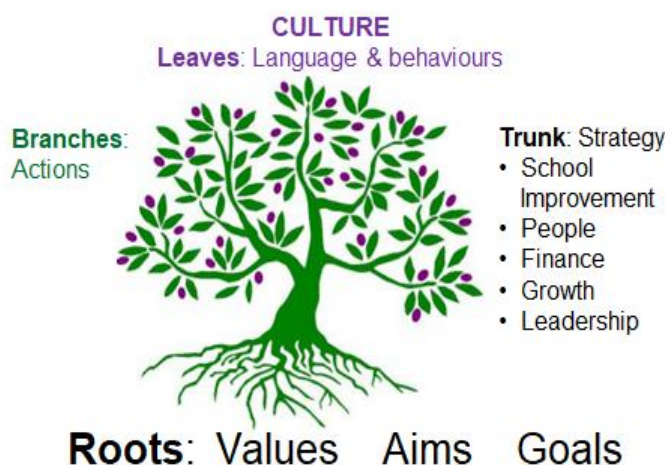 CULTURE
Leaves: Language & behaviours
Branches:
Actions
Trunk: Strategy
• School
Improvement
• People
• Finance
• Growth
• Leadership
Roots: Values Aims Goals